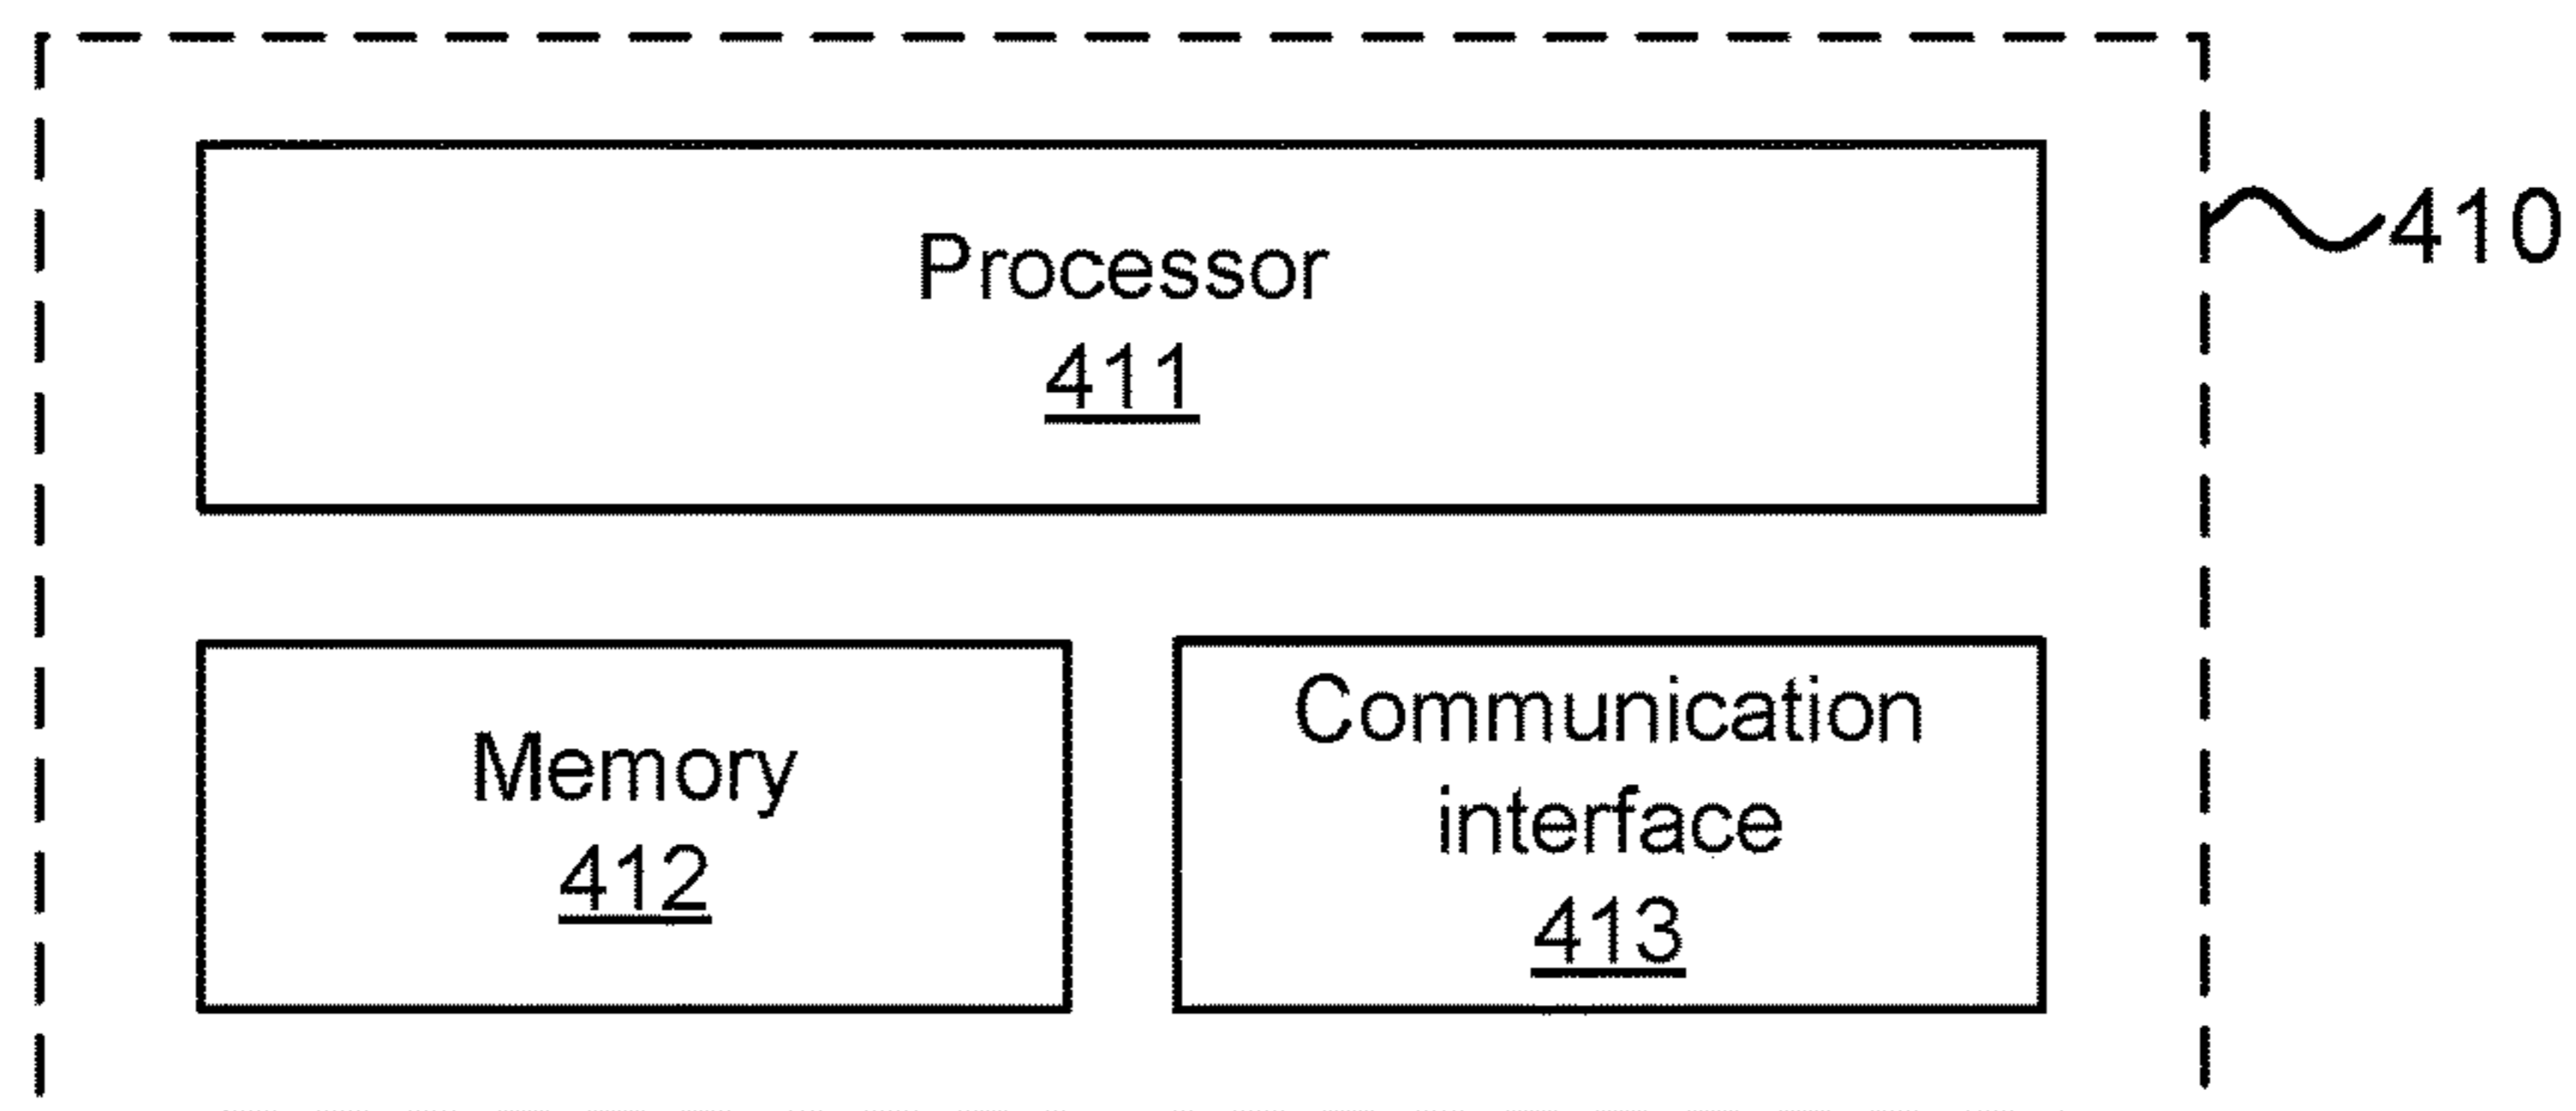 Processor
411
410
Memory
412
Communication
interface
413